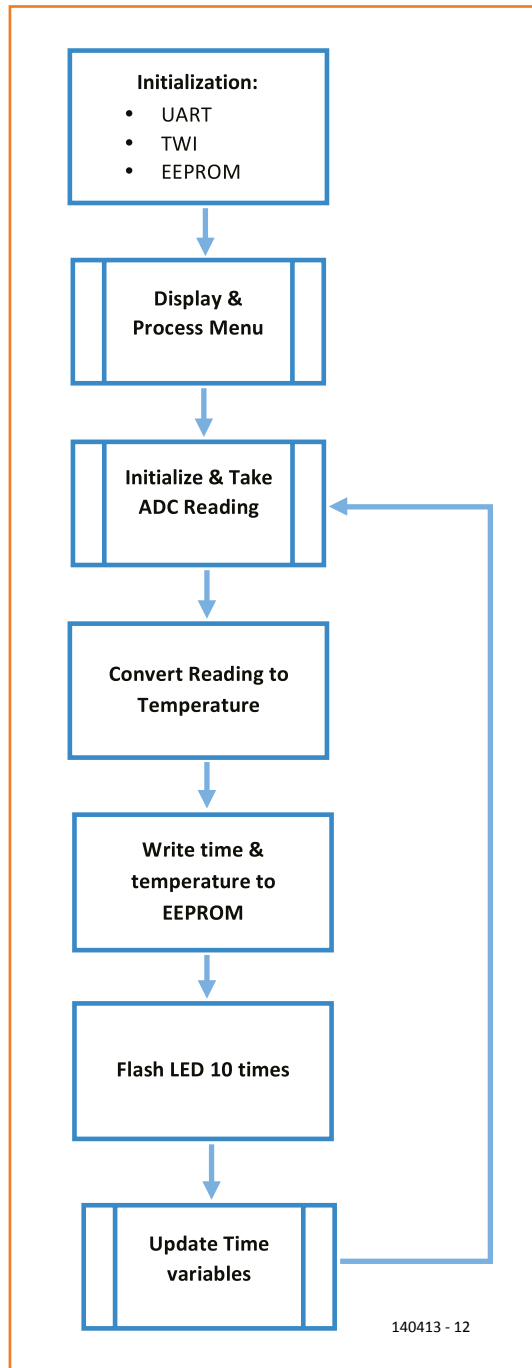 Initialization:
• UART
• TWI
• EEPROM
Display &
Process Menu
Initialize & Take
ADC Reading
Convert Reading to
Temperature
Write time &
temperature to
EEPROM
Flash LED 10 times
Update Time
variables
140413 - 12